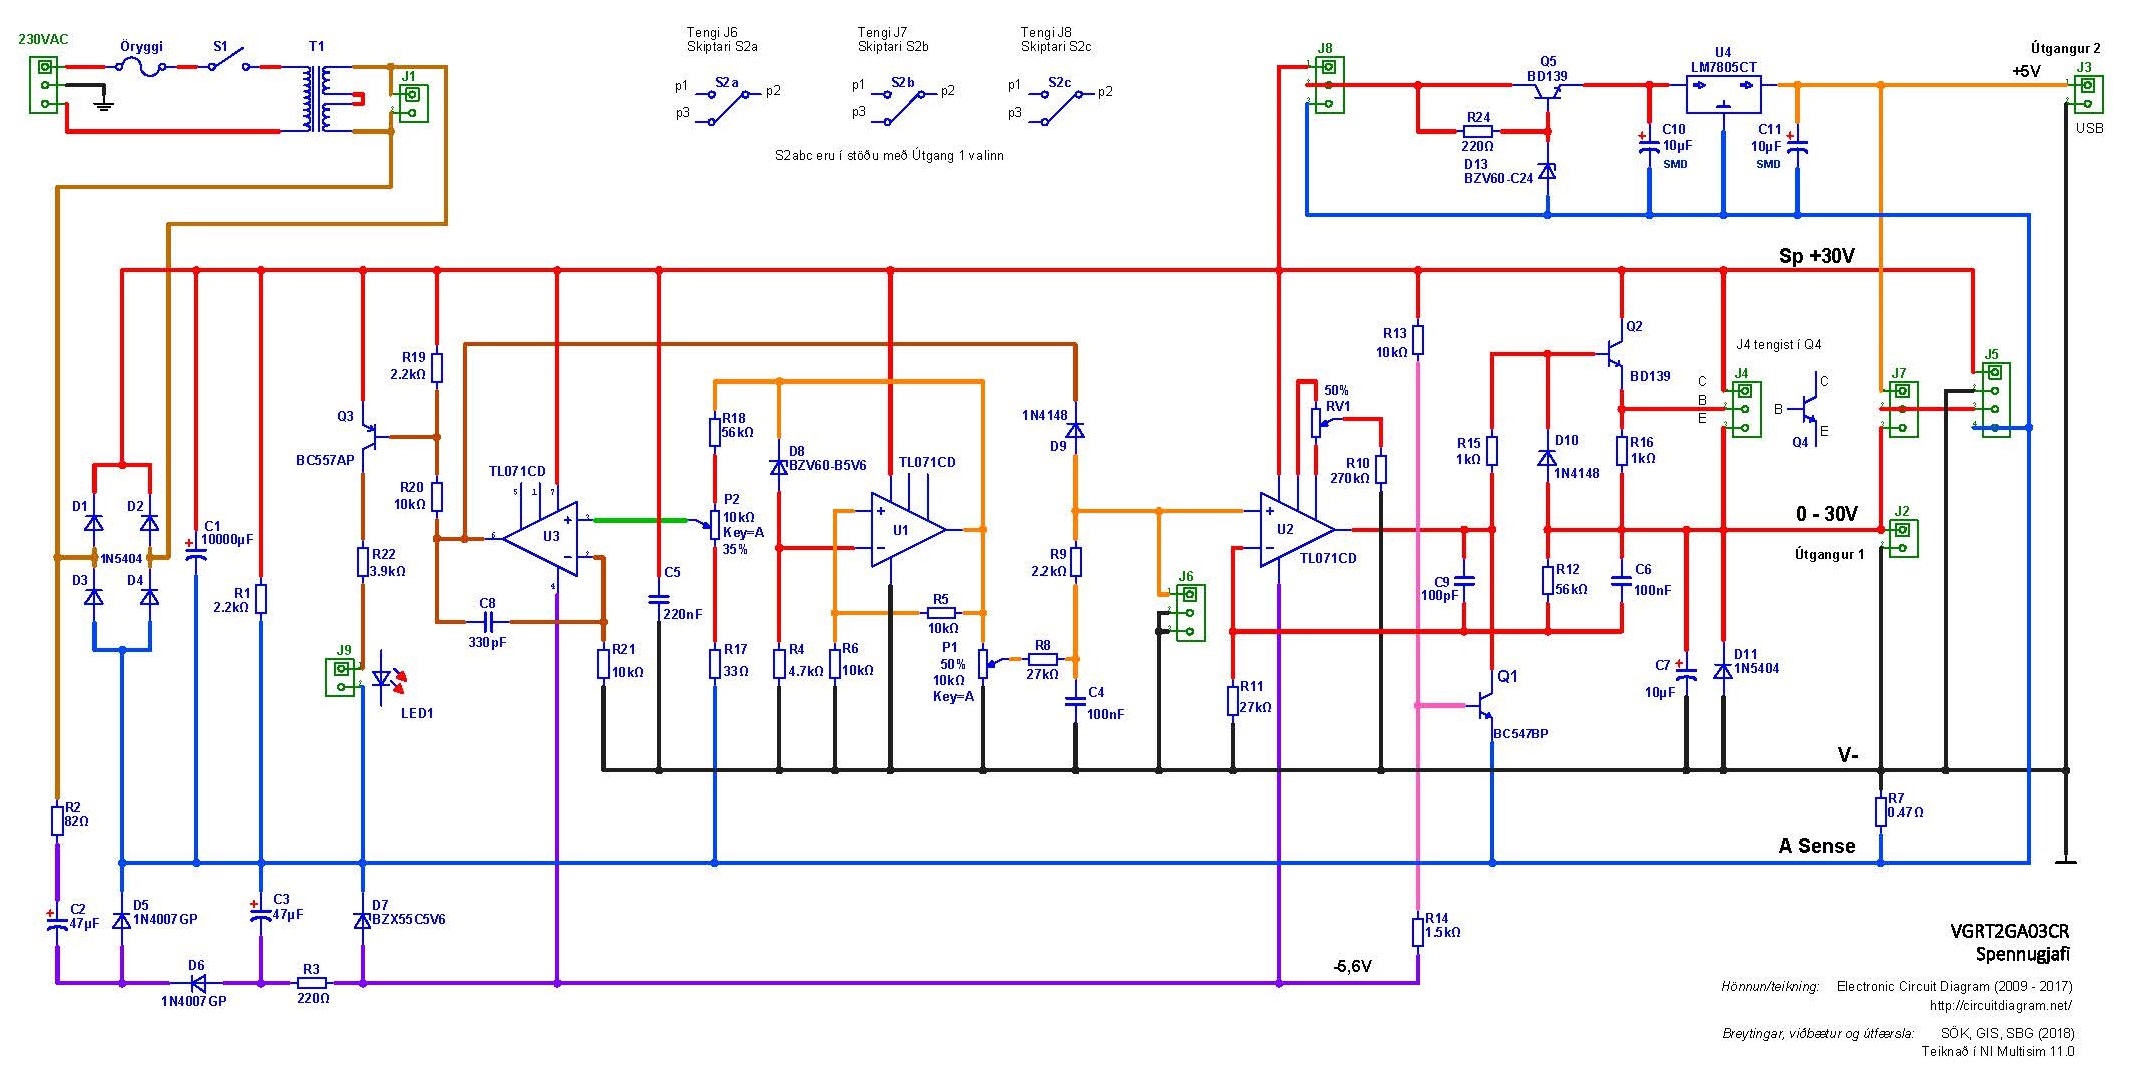 230VAC
Öryggi
S1
T1
J1
Tengi J6
Skiptari S2a
p1
S2a
p2
p3
Tengi J7
Skiptari S2b
p1
S2b
p2
p3
Tengi J8
Skiptari S2c
p1
S2c
p2
p3
S2abc eru í stöðu með Útgang 1 valinn
J8
Q5
BD139
U4
LM7805CT
Útgangur 2
+5V
J3
USB
R24
220Ω
D13
BZV60-C24
C10
10µF
SMD
C11
10µF
SMD
Sp +30V
R19
2.2kΩ
Q3
BC557AP
R20
10kΩ
TL071CD
U3
R18
56kΩ
P2
10kΩ
Key=A
35%
D8
BZV60-B5V6
TL071CD
U1
1N4148
D9
R9
2.2kΩ
50%
RV1
R10
270kΩ
U2
TL071CD
R13
10kΩ
R15
1kΩ
D10
1N4148
Q2
BD139
R16
1kΩ
J4 tengist í Q4
J4
C
B
E
C
B
E
Q4
J7
J5
0 - 30V
J2
Útgangur 1
D1
D2
1N5404
D3
D4
C1
10000µF
R1
2.2kΩ
R22
3.9kΩ
C8
330pF
C5
220nF
R21
10kΩ
R17
33Ω
R4
4.7kΩ
R6
10kΩ
R5
10kΩ
P1
50%
10kΩ
Key=A
R8
27kΩ
C4
100nF
J6
C9
100pF
R12
56kΩ
C6
100nF
R11
27kΩ
Q1
BC547BP
C7
10µF
D11
1N5404
J9
LED1
V-
R7
0.47Ω
R2
82Ω
A Sense
C2
47µF
D5
1N4007GP
C3
47µF
D7
BZX55C5V6
R14
1.5kΩ
D6
1N4007GP
R3
220Ω
-5,6V
VGRT2GA03CR
Spennugjafi
Hönnun/teikning: Electronic Circuit Diagram (2009 - 2017)
http://circuitdiagram.net/
Breytingar, viðbætur og útfærsla: SÖK, GIS, SBG (2018)
Teiknað í NI Multisim 11.0